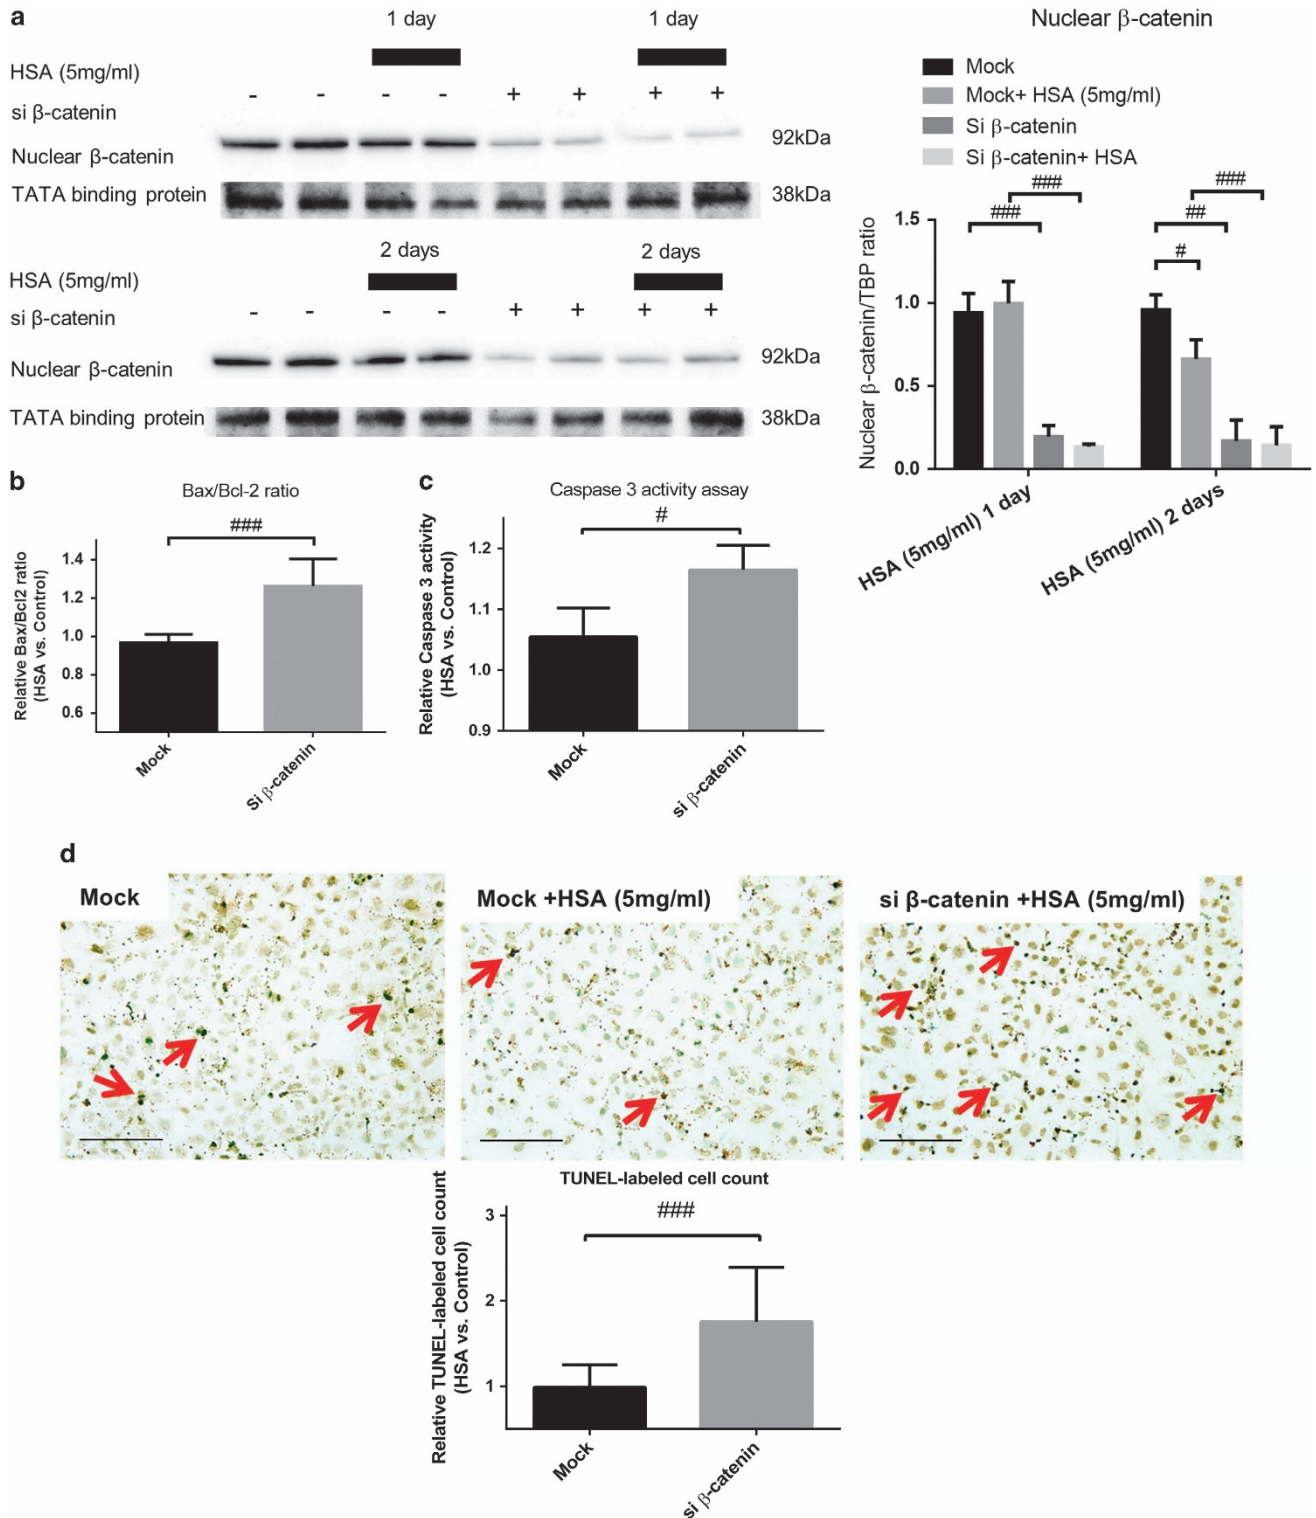 a
1 day
1 day
HSA (5mg/ml)
- - - - + + + +
si β-catenin
Nuclear β-catenin
92kDa
TATA binding protein
38kDa
2 days
2 days
HSA (5mg/ml)
si β-catenin
- - - - + + + +
Nuclear β-catenin
92kDa
TATA binding protein
38kDa
Nuclear β-catenin
Mock
Mock+ HSA (5mg/ml)
Si β-catenin
Si β-catenin+ HSA
###
###
###
##
#
Nuclear β-catenin/TBP ratio
1.5
1.0
0.5
0.0
HSA (5mg/ml) 1 day
HSA (5mg/ml) 2 days
b
Bax/Bcl-2 ratio
###
Relative Bax/Bcl2 ratio
(HSA vs. Control)
1.4
1.2
1.0
0.8
0.6
Mock
Si β-catenin
c
Caspase 3 activity assay
#
Relative Caspase 3 activity
(HSA vs. Control)
1.2
1.1
1.0
0.9
Mock
si β-catenin
d
Mock
Mock +HSA (5mg/ml)
si β-catenin +HSA (5mg/ml)
TUNEL-labeled cell count
###
Relative TUNEL-labeled cell count
(HSA vs. Control)
3
2
1
Mock
si β-catenin